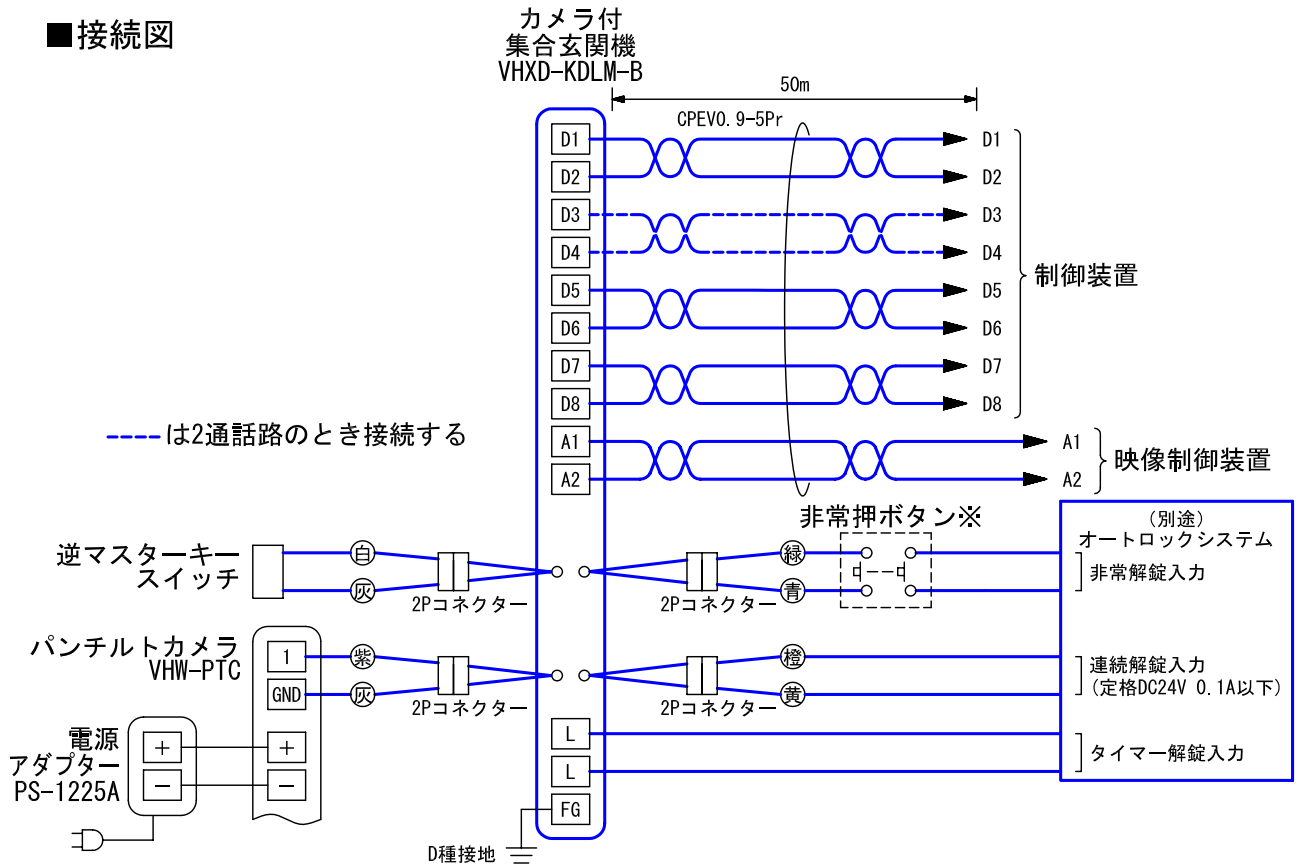 ■接続図
カメラ付
集合玄関機
VHXD-KDLM-B
50m
CPEV0.9-5Pr
D1 D1
D2 D2
D3 D3
D4 D4
D5 D5
D6 D6
D7 D7
D8 D8
制御装置
---- は2通話路のとき接続する
A1 A1
A2 A2
映像制御装置
逆マスターキー
スイッチ
白
灰
2Pコネクター
2Pコネクター
緑
青
非常押ボタン※
(別途)
オートロックシステム
非常解錠入力
パンチルトカメラ
VHW-PTC
1
GND
紫
灰
2Pコネクター
2Pコネクター
橙
黄
連続解錠入力
(定格DC24V 0.1A以下)
電源
アダプター
PS-1225A
+ +
− −
L
L
タイマー解錠入力
FG
D種接地